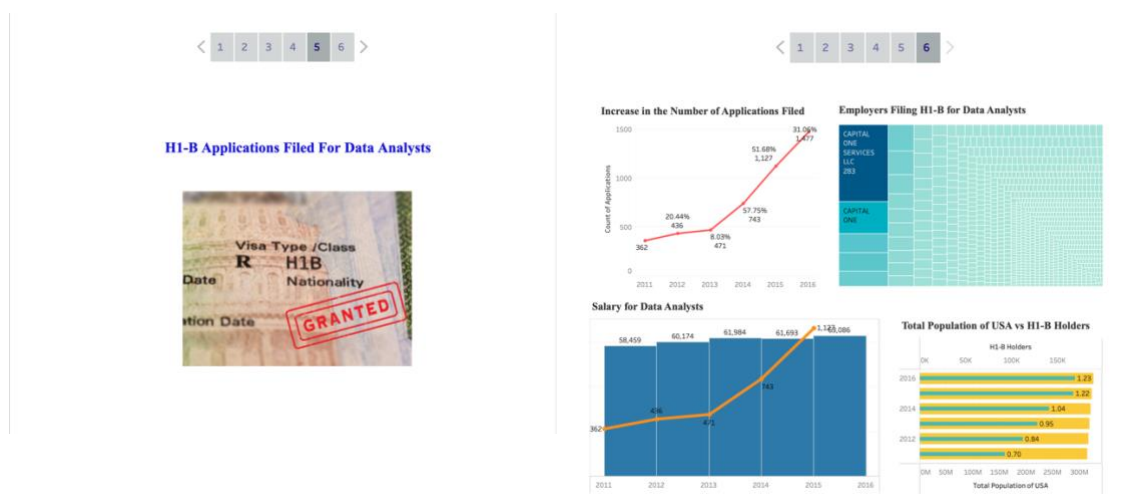 1 2 3 4 5 6
H1-B Applications Filed For Data Analysts
Visa Type /Class
R H1B
Date Nationality
ation Date
GRANTED
1 2 3 4 5 6
Increase in the Number of Applications Filed
Count of Applications
1500
1000
500
0
362
20.44%
436
8.03%
471
57.75%
743
51.68%
1,127
31.06%
1,477
2011 2012 2013 2014 2015 2016
Employers Filing H1-B for Data Analysts
CAPITAL
ONE
SERVICES
LLC
283
CAPITAL
ONE
Salary for Data Analysts
58,459 60,174 61,984 61,693
362 436 471 743 1,127
2011 2012 2013 2014 2015 2016
Total Population of USA vs H1-B Holders
H1-B Holders
0K 50K 100K 150K
2016 1.23
1.22
2014 1.04
0.95
2012 0.84
0.70
0M 50M 100M 150M 200M 250M 300M
Total Population of USA